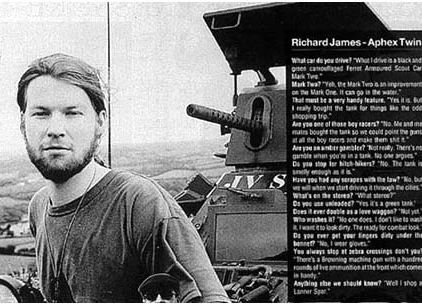 Richard James - Aphex Twin
What car do you drive? "What I drive is a black and
green camouflaged Ferret Armoured Scout Car
Mark Two."
Mark Two? "Yeh, the Mark Two is an improvement
on the Mark One. It can go in the water."
That must be a very handy feature. "Yes it is. But
I really bought the tank for things like the odd
shopping trip."
Are you one of those boy racers? "No. Me and me
mates bought the tank so we could point the guns
at all the boy racers and make them shit it."
Are you an amber gambler? "Not really. There's no
gamble when you're in a tank. No one argues."
Do you stop for hitch-hikers? "No. The tank is
smelly enough as it is."
Have you had any scrapes with the law? "No, but
we will when we start driving it through the cities."
What's on the stereo? "What stereo?"
Do you use unleaded? "Yes it's a green tank."
Does it ever double as a love waggon? "Not yet."
Who washes it? "No one does. I don't like to wash
it. I want it to look dirty. The ready for combat look."
Do you ever get your fingers dirty under the
bonnet? "No, I wear gloves."
You always stop at zebra crossings don't you?
"There's a Browning machine gun with a hundred
rounds of live ammunition at the front which comes
in handy."
Anything else we should know? "Well I shop at
Lanner Spar."